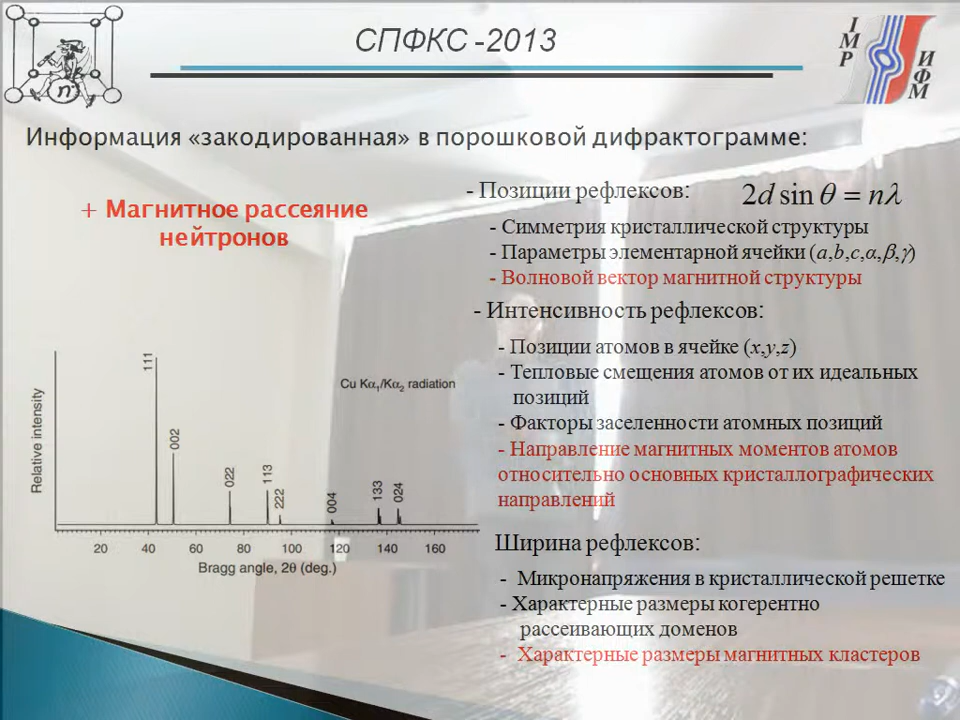 СПФКС -2013
IMP
ИФМ
n
Информация «закодированная» в порошковой дифрактограмме:
+ Магнитное рассеяние
нейтронов
- Позиции рефлексов:
2d sin θ = nλ
- Симметрия кристаллической структуры
- Параметры элементарной ячейки (a,b,c,α,β,γ)
- Волновой вектор магнитной структуры
- Интенсивность рефлексов:
- Позиции атомов в ячейке (x,y,z)
- Тепловые смещения атомов от их идеальных
позиций
- Факторы заселенности атомных позиций
- Направление магнитных моментов атомов
относительно основных кристаллографических
направлений
Ширина рефлексов:
- Микронапряжения в кристаллической решетке
- Характерные размеры когерентно
рассеивающих доменов
- Характерные размеры магнитных кластеров
Relative intensity
Cu Kα1/Kα2 radiation
111
002
022
113
222
004
133
024
20 40 60 80 100 120 140 160
Bragg angle, 2θ (deg.)